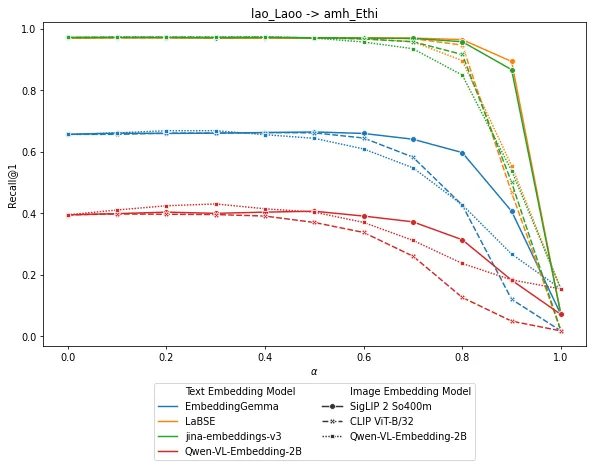 lao_Laoo -> amh_Ethi
Recall@1
1.0
0.8
0.6
0.4
0.2
0.0
0.0 0.2 0.4 0.6 0.8 1.0
α
Text Embedding Model
EmbeddingGemma
LaBSE
jina-embeddings-v3
Qwen-VL-Embedding-2B
Image Embedding Model
SigLIP 2 So400m
CLIP ViT-B/32
Qwen-VL-Embedding-2B